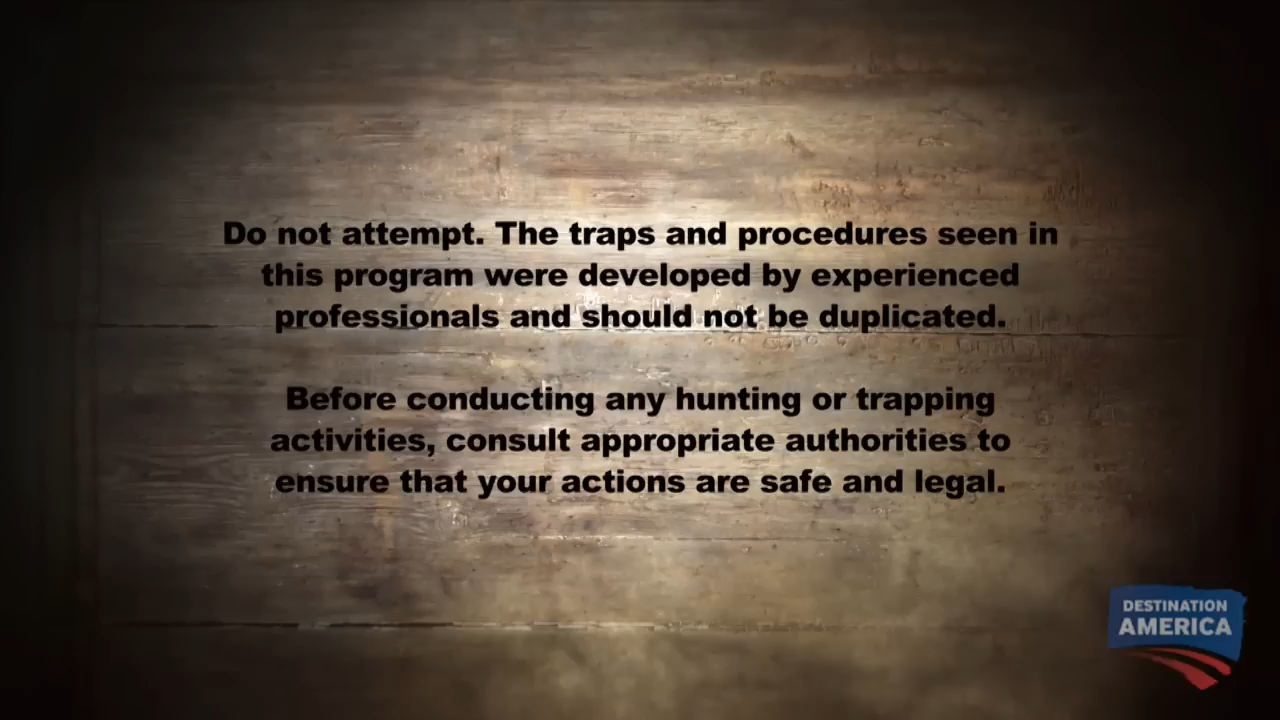 Do not attempt. The traps and procedures seen in
this program were developed by experienced
professionals and should not be duplicated.
Before conducting any hunting or trapping
activities, consult appropriate authorities to
ensure that your actions are safe and legal.
DESTINATION
AMERICA